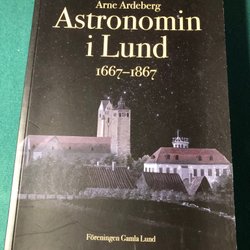 Arne Ardeberg
Astronomin
i Lund
1667–1867
Föreningen Gamla Lund